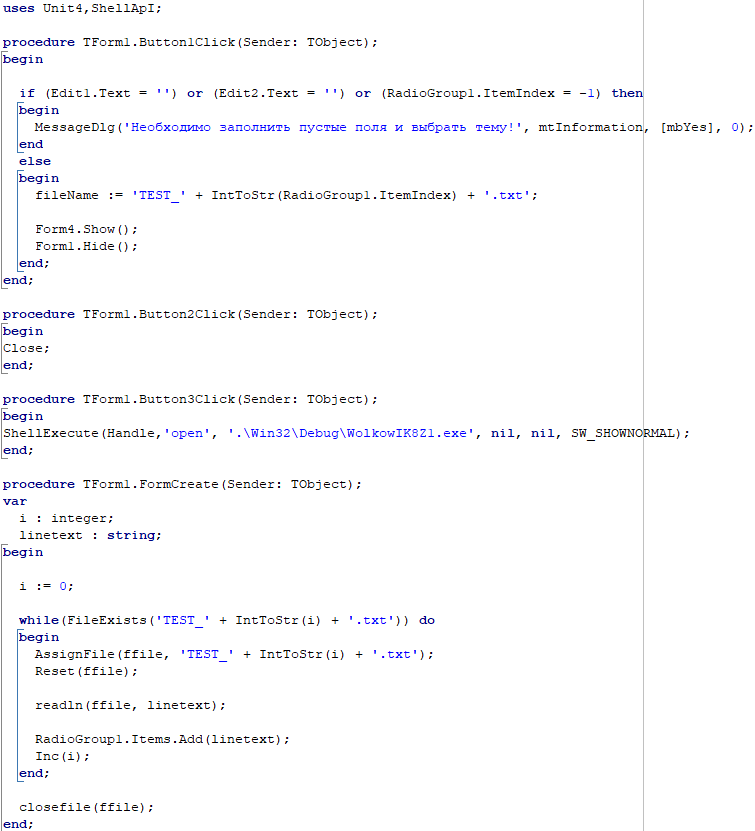 uses Unit4,ShellApI;
procedure TForm1.Button1Click(Sender: TObject);
begin
if (Edit1.Text = '') or (Edit2.Text = '') or (RadioGroup1.ItemIndex = -1) then
begin
MessageDlg('Необходимо заполнить пустые поля и выбрать тему!', mtInformation, [mbYes], 0);
end
else
begin
fileName := 'TEST_' + IntToStr(RadioGroup1.ItemIndex) + '.txt';
Form4.Show();
Form1.Hide();
end;
end;
procedure TForm1.Button2Click(Sender: TObject);
begin
Close;
end;
procedure TForm1.Button3Click(Sender: TObject);
begin
ShellExecute(Handle,'open', '.\Win32\Debug\WolkowIK8Z1.exe', nil, nil, SW_SHOWNORMAL);
end;
procedure TForm1.FormCreate(Sender: TObject);
var
i : integer;
linetext : string;
begin
i := 0;
while(FileExists('TEST_' + IntToStr(i) + '.txt')) do
begin
AssignFile(ffile, 'TEST_' + IntToStr(i) + '.txt');
Reset(ffile);
readln(ffile, linetext);
RadioGroup1.Items.Add(linetext);
Inc(i);
end;
closefile(ffile);
end;